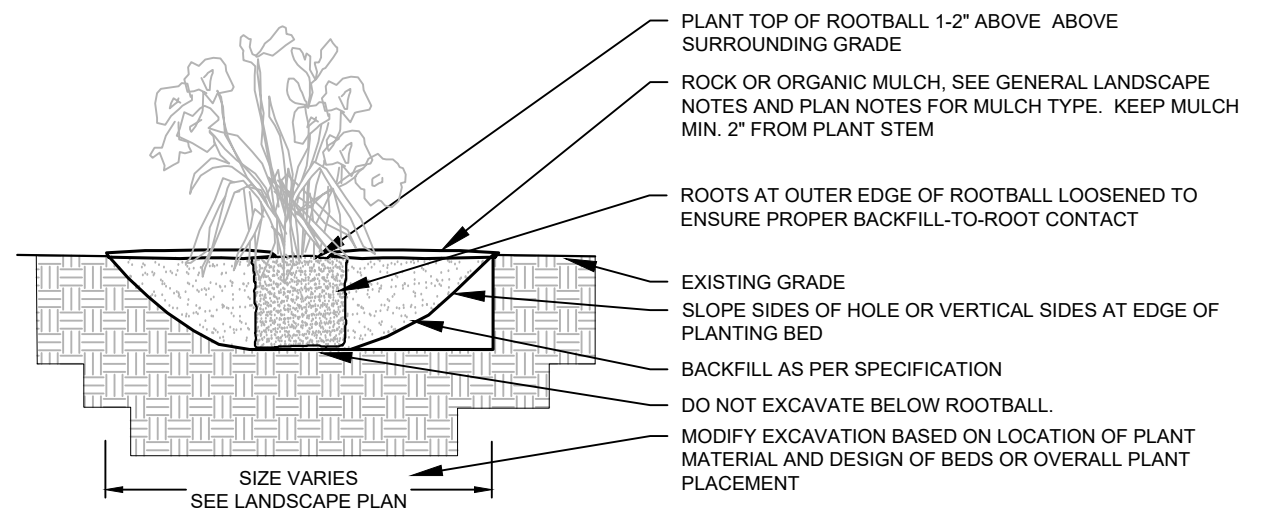 PLANT TOP OF ROOTBALL 1-2" ABOVE ABOVE
SURROUNDING GRADE
ROCK OR ORGANIC MULCH, SEE GENERAL LANDSCAPE
NOTES AND PLAN NOTES FOR MULCH TYPE. KEEP MULCH
MIN. 2" FROM PLANT STEM
ROOTS AT OUTER EDGE OF ROOTBALL LOOSENED TO
ENSURE PROPER BACKFILL-TO-ROOT CONTACT
EXISTING GRADE
SLOPE SIDES OF HOLE OR VERTICAL SIDES AT EDGE OF
PLANTING BED
BACKFILL AS PER SPECIFICATION
DO NOT EXCAVATE BELOW ROOTBALL.
MODIFY EXCAVATION BASED ON LOCATION OF PLANT
MATERIAL AND DESIGN OF BEDS OR OVERALL PLANT
PLACEMENT
SIZE VARIES
SEE LANDSCAPE PLAN